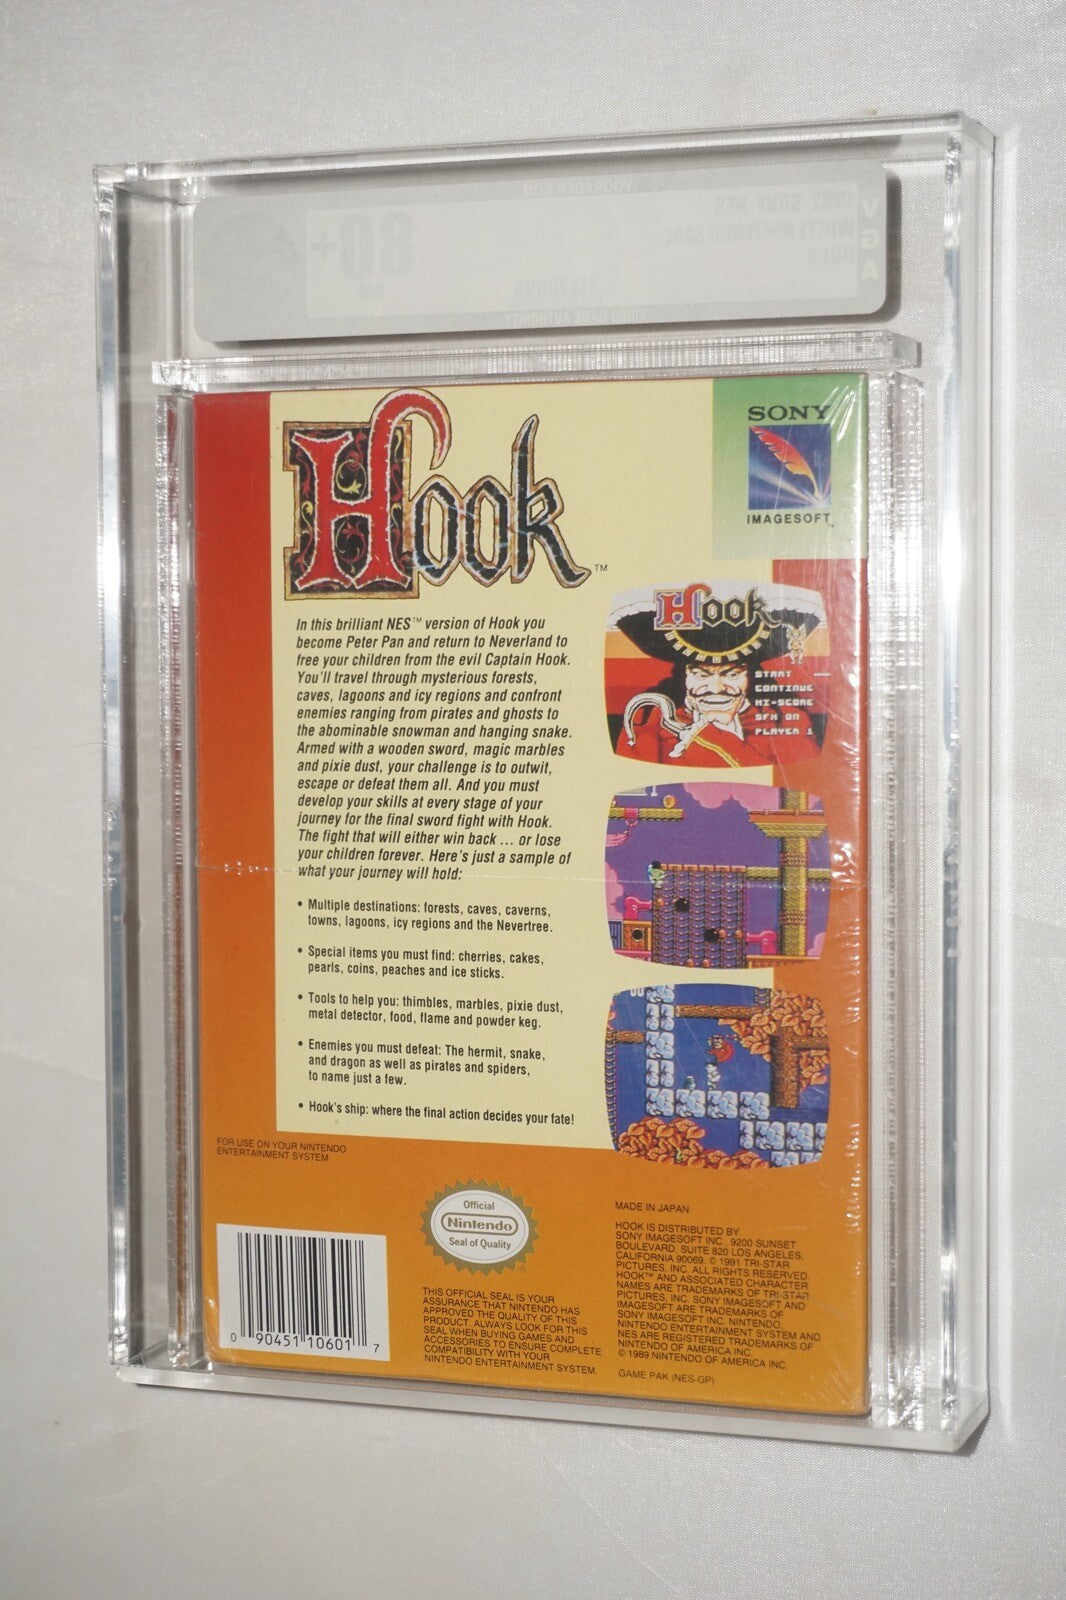 Hook™
SONY
IMAGESOFT™
In this brilliant NES™ version of Hook you
become Peter Pan and return to Neverland to
free your children from the evil Captain Hook.
You'll travel through mysterious forests,
caves, lagoons and icy regions and confront
enemies ranging from pirates and ghosts to
the abominable snowman and hanging snake.
Armed with a wooden sword, magic marbles
and pixie dust, your challenge is to outwit,
escape or defeat them all. And you must
develop your skills at every stage of your
journey for the final sword fight with Hook.
The fight that will either win back ... or lose
your children forever. Here's just a sample of
what your journey will hold:
• Multiple destinations: forests, caves, caverns,
towns, lagoons, icy regions and the Nevertree.
• Special items you must find: cherries, cakes,
pearls, coins, peaches and ice sticks.
• Tools to help you: thimbles, marbles, pixie dust,
metal detector, food, flame and powder keg.
• Enemies you must defeat: The hermit, snake,
and dragon as well as pirates and spiders,
to name just a few.
• Hook's ship: where the final action decides your fate!
Hook
START
CONTINUE
HI-SCORE
SFX ON
PLAYER 1
FOR USE ON YOUR NINTENDO
ENTERTAINMENT SYSTEM
0 90451 10601 7
Official
Nintendo
Seal of Quality
THIS OFFICIAL SEAL IS YOUR
ASSURANCE THAT NINTENDO HAS
APPROVED THE QUALITY OF THIS
PRODUCT. ALWAYS LOOK FOR THIS
SEAL WHEN BUYING GAMES AND
ACCESSORIES TO ENSURE COMPLETE
COMPATIBILITY WITH YOUR
NINTENDO ENTERTAINMENT SYSTEM.
MADE IN JAPAN
HOOK IS DISTRIBUTED BY
SONY IMAGESOFT INC., 9200 SUNSET
BOULEVARD, SUITE 820 LOS ANGELES,
CALIFORNIA 90069. © 1991 TRI-STAR
PICTURES, INC. ALL RIGHTS RESERVED.
HOOK™ AND ASSOCIATED CHARACTER
NAMES ARE TRADEMARKS OF TRI-STAR
PICTURES, INC. SONY IMAGESOFT AND
IMAGESOFT ARE TRADEMARKS OF
SONY IMAGESOFT INC. NINTENDO,
NINTENDO ENTERTAINMENT SYSTEM AND
NES ARE REGISTERED TRADEMARKS OF
NINTENDO OF AMERICA INC.
© 1989 NINTENDO OF AMERICA INC.
GAME PAK (NES-GP)
VGA
80+
1992 SONY NES
WHITE NINTENDO SEAL
HOOK